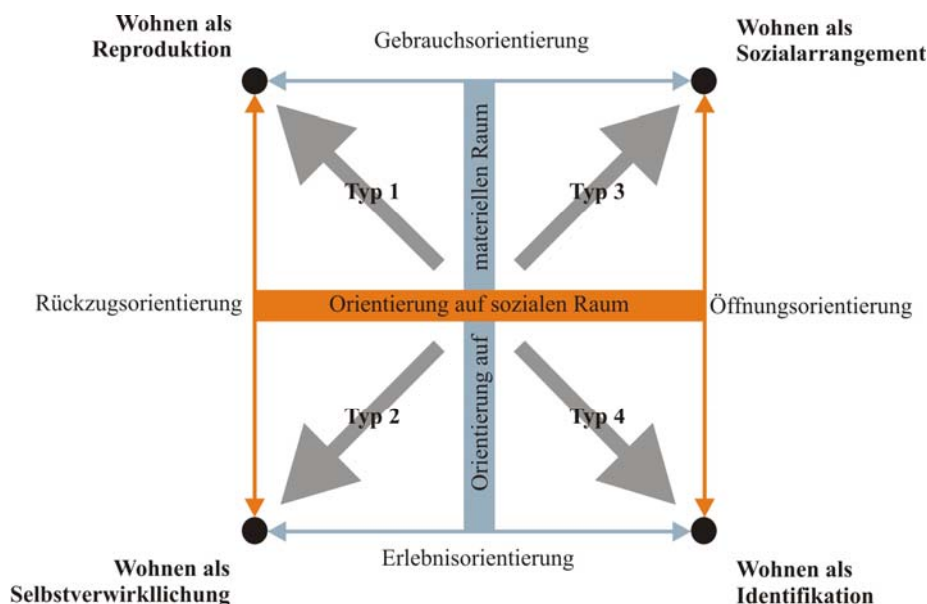 Wohnen als
Reproduktion
Gebrauchsorientierung
Wohnen als
Sozialarrangement
Typ 1
materiellen Raum
Typ 3
Rückzugsorientierung
Orientierung auf sozialen Raum
Öffnungsorientierung
Typ 2
Orientierung auf
Typ 4
Erlebnisorientierung
Wohnen als
Selbstverwirkllichung
Wohnen als
Identifikation